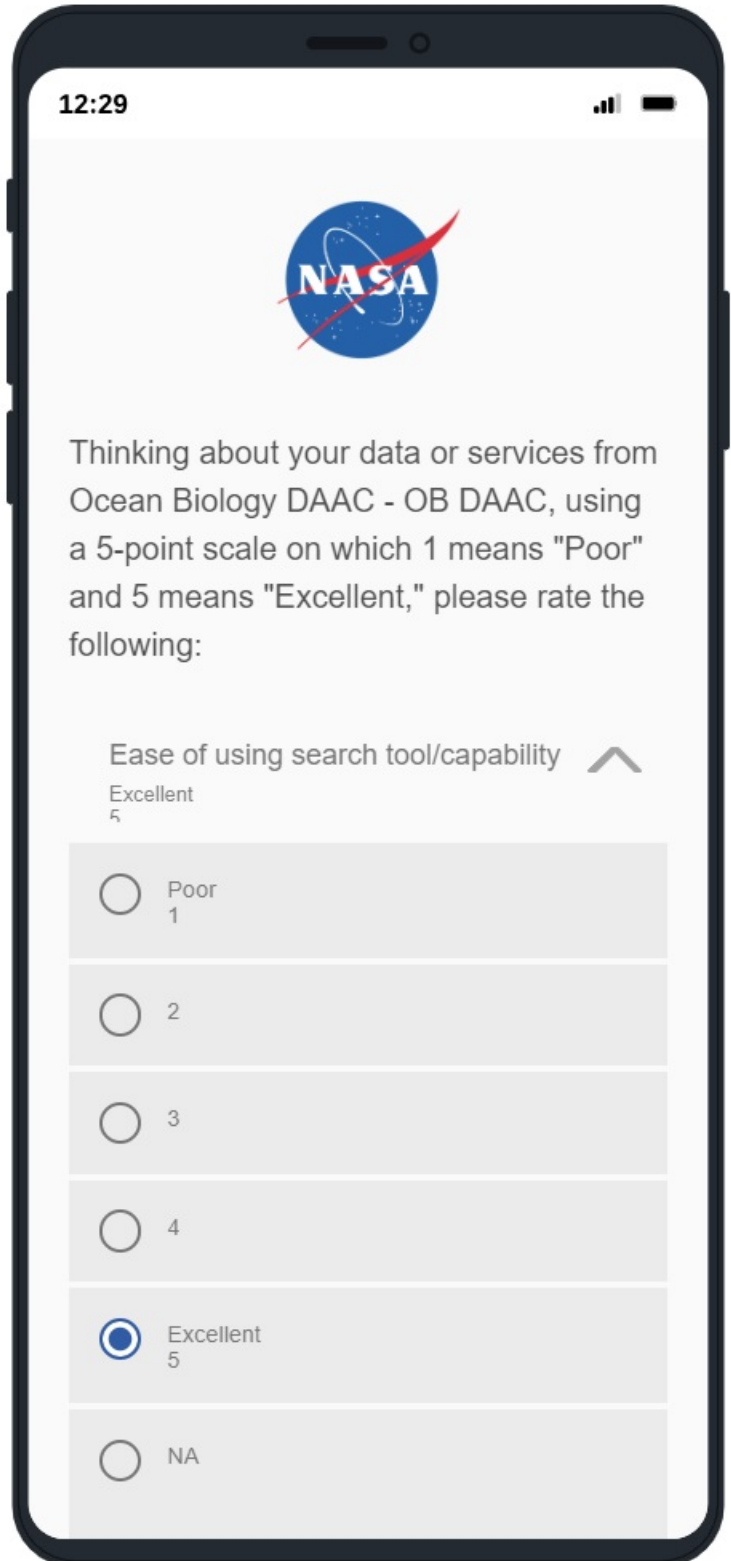 12:29
NASA
Thinking about your data or services from
Ocean Biology DAAC - OB DAAC, using
a 5-point scale on which 1 means "Poor"
and 5 means "Excellent," please rate the
following:
Ease of using search tool/capability
Excellent
5
Poor
1
2
3
4
Excellent
5
NA